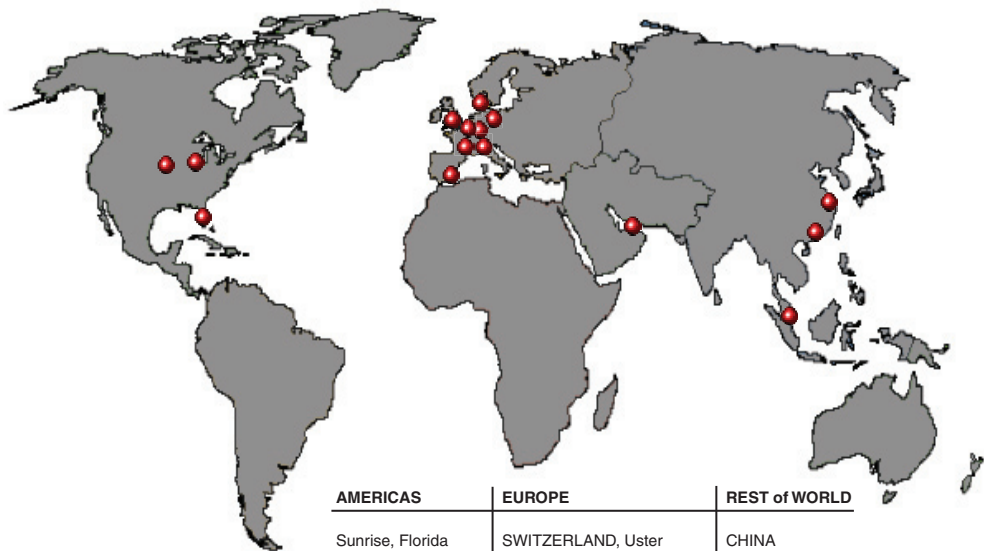 AMERICAS EUROPE REST of WORLD
Sunrise, Florida SWITZERLAND, Uster CHINA